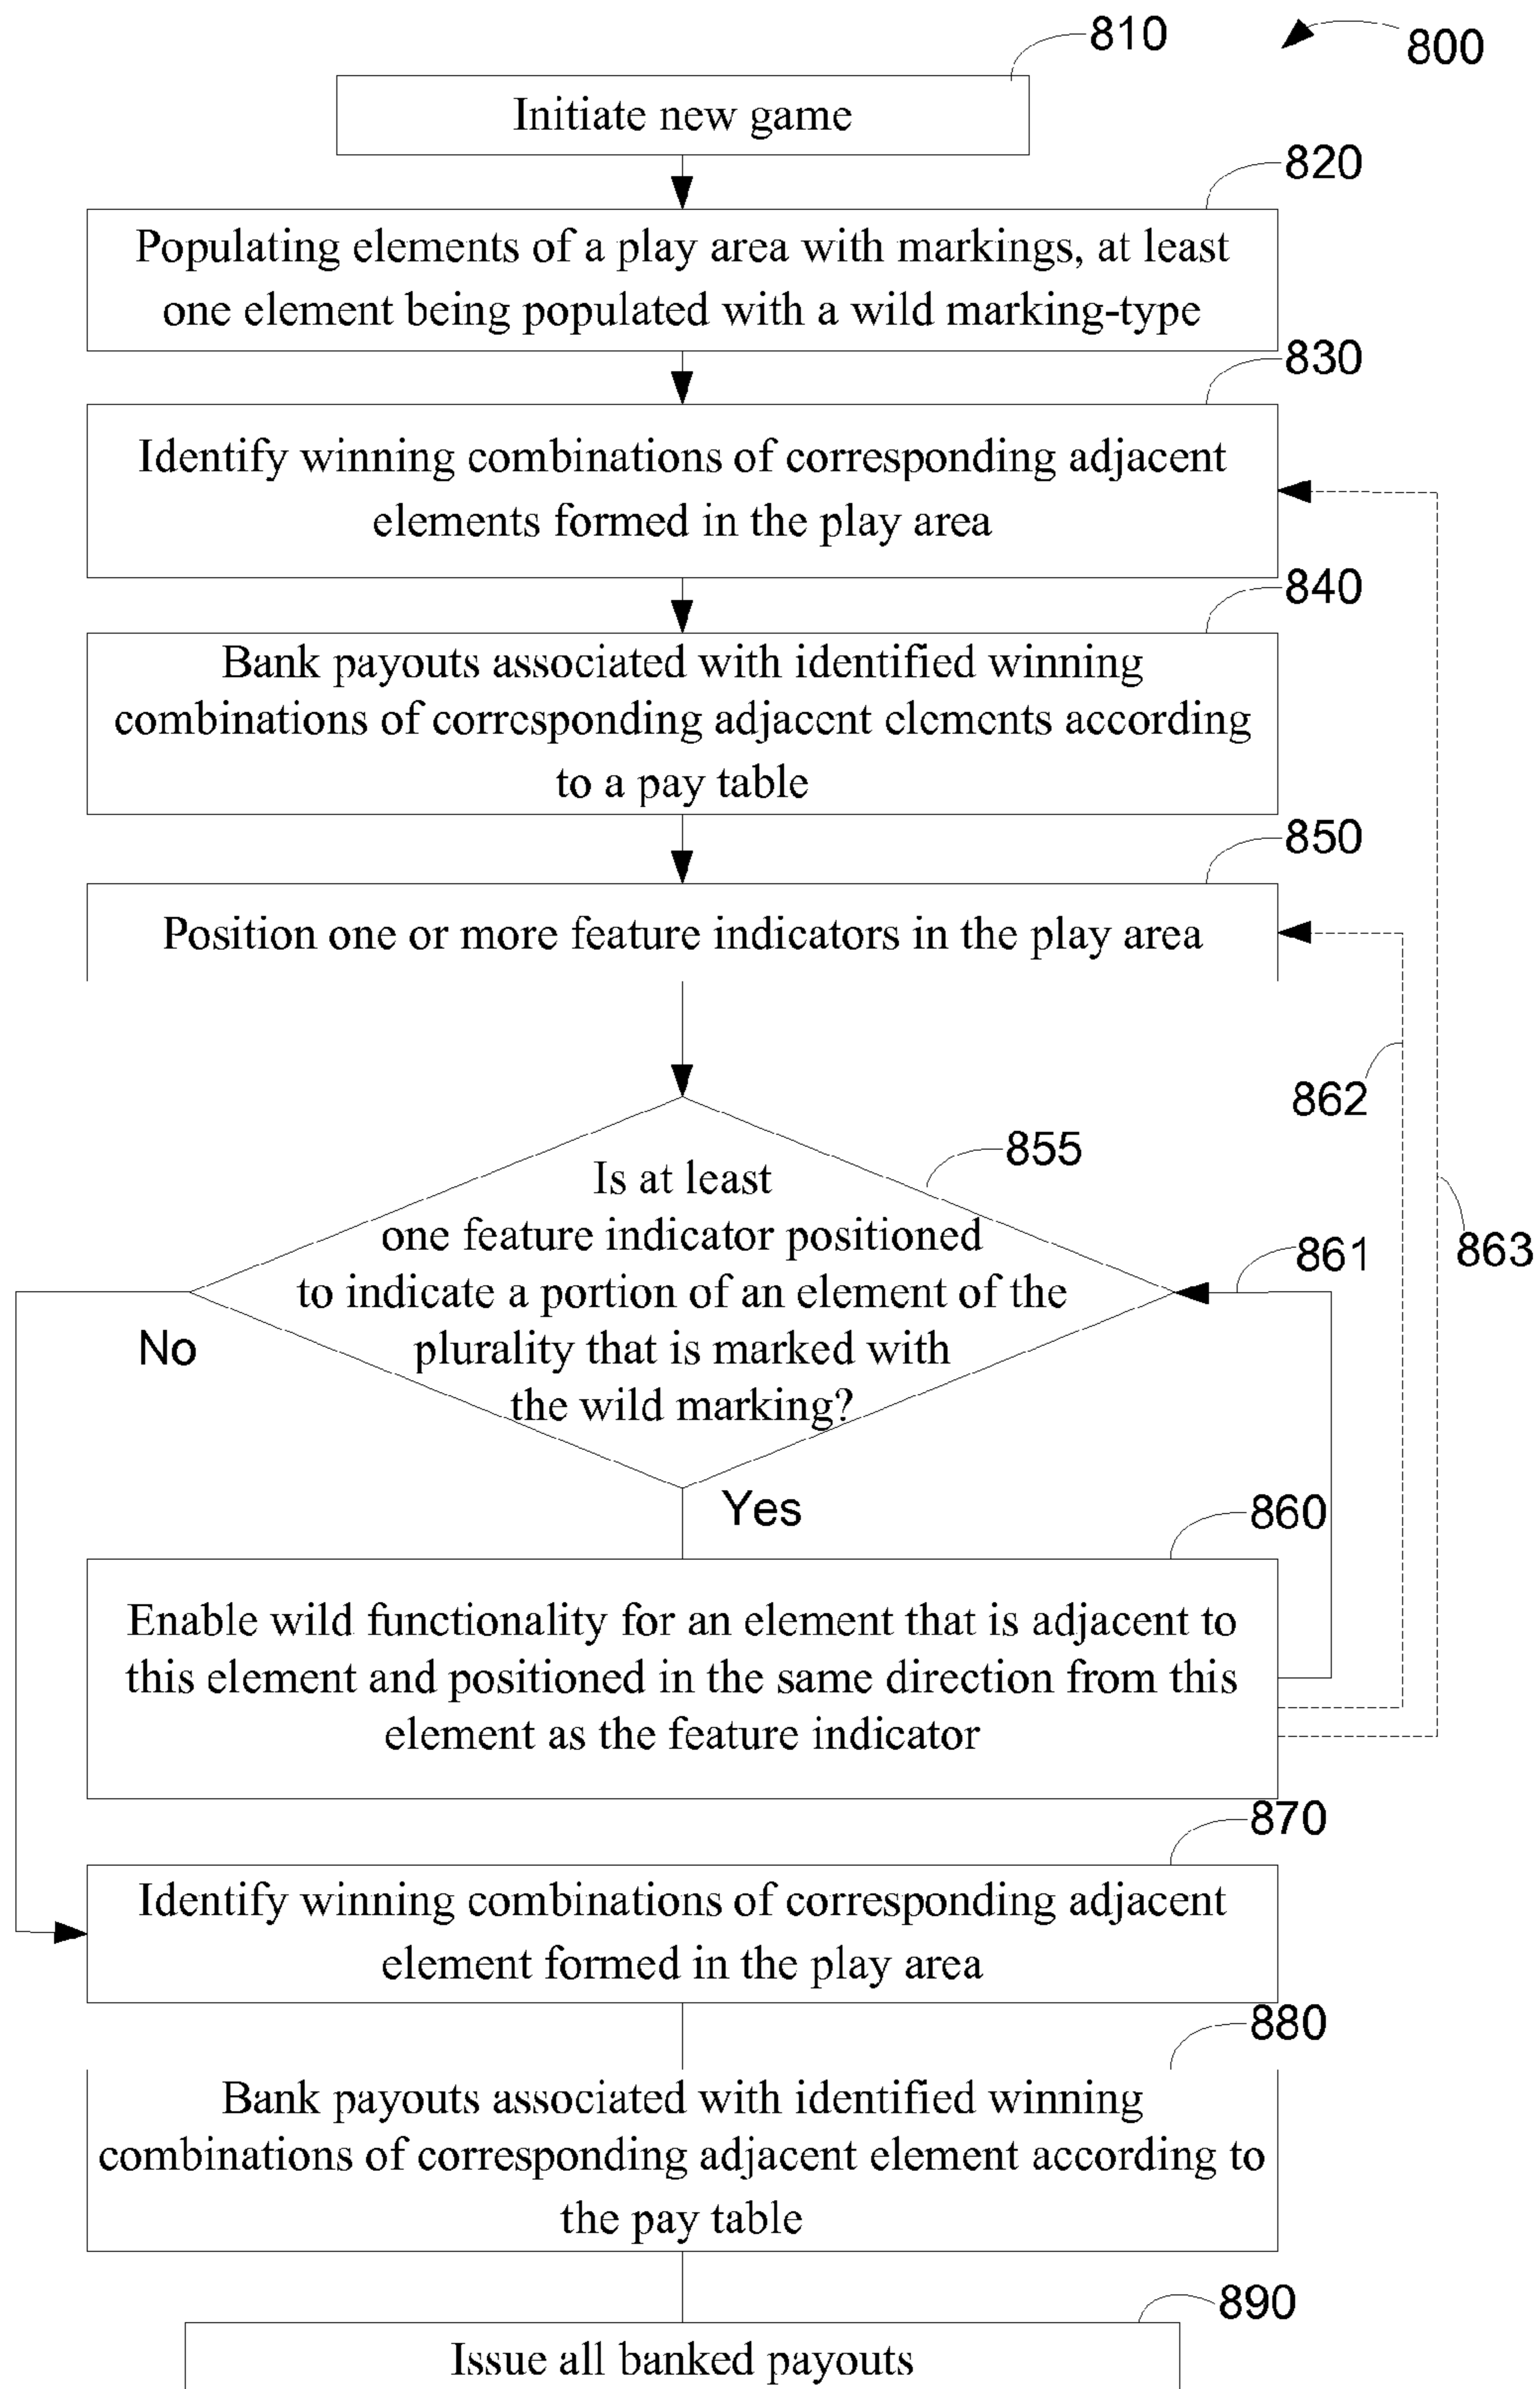 810
800
Initiate new game
820
Populating elements of a play area with markings, at least
one element being populated with a wild marking-type
830
Identify winning combinations of corresponding adjacent
elements formed in the play area
840
Bank payouts associated with identified winning
combinations of corresponding adjacent elements according
to a pay table
850
Position one or more feature indicators in the play area
862
855
Is at least
one feature indicator positioned
to indicate a portion of an element of the
plurality that is marked with
the wild marking?
861
863
No
Yes
860
Enable wild functionality for an element that is adjacent to
this element and positioned in the same direction from this
element as the feature indicator
870
Identify winning combinations of corresponding adjacent
element formed in the play area
880
Bank payouts associated with identified winning
combinations of corresponding adjacent element according to
the pay table
890
Issue all banked payouts